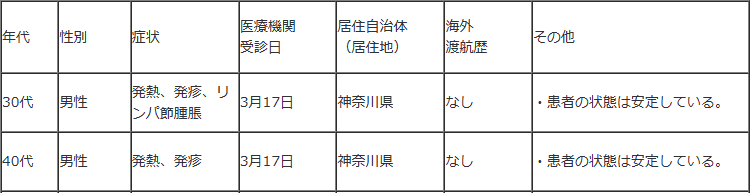 年代 性別 症状 医療機関
受診日 居住自治体
（居住地） 海外
渡航歴 その他
30代 男性 発熱、発疹、リ
ンパ節腫脹 3月17日 神奈川県 なし ・患者の状態は安定している。
40代 男性 発熱、発疹 3月17日 神奈川県 なし ・患者の状態は安定している。